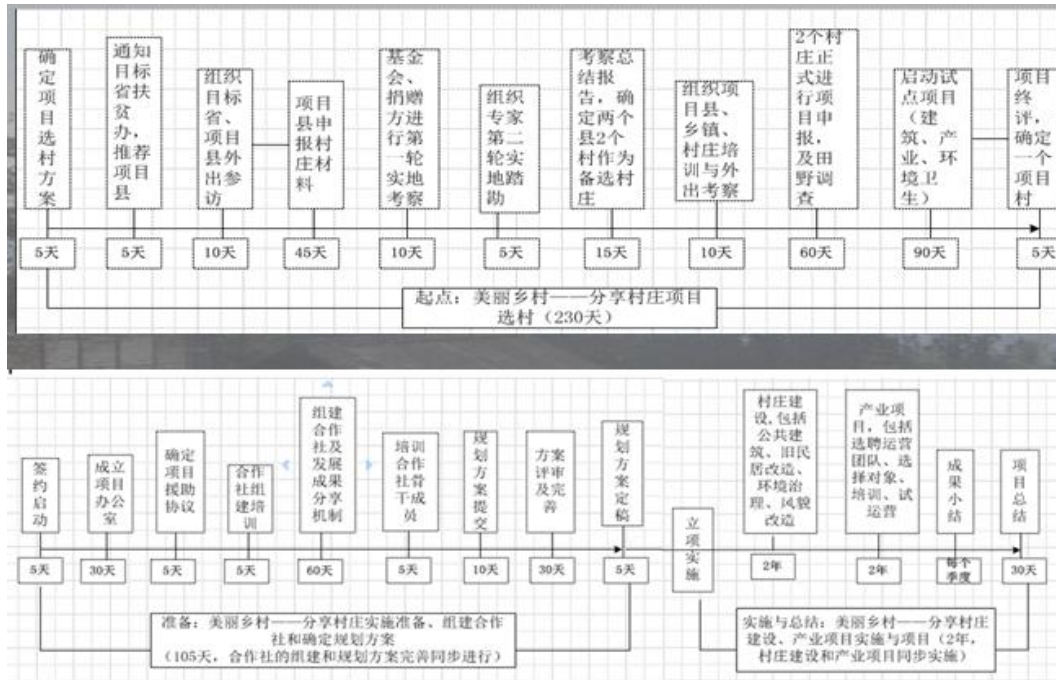 确
定
项
目
选
村
方
案
通知
目标
省扶
贫
办，
推荐
项目
县
组织
目标
省、
项目
县外
出参
访
项目
县申
报村
庄材
料
基金
会、
捐赠
方进
行第
一轮
实地
考察
组织
专家
第二
轮实
地踏
勘
考察总
结报
告，确
定两个
县2个
村作为
备选村
庄
组织项
目县、
乡镇、
村庄培
训与外
出考察
2个村
庄正
式进
行项
目申
报，
及田
野调
查
启动试
点项目
（建
筑、产
业、环
境卫
生）
项目
终
评，
确定
一个
项目
村
5天
5天
10天
45天
10天
5天
15天
10天
60天
90天
5天
起点：美丽乡村——分享村庄项目
选村（230天）
签
约
启
动
成立
项目
办公
室
确定
项目
援助
协议
合作
社组
建培
训
组建
合作
社及
发展
成果
分享
机制
培训
合作
社骨
干成
员
规
划
方
案
提
交
方案
评审
及完
善
规
划
方
案
定
稿
5天
30天
5天
5天
60天
5天
10天
30天
5天
准备：美丽乡村——分享村庄实施准备、组建合作
社和确定规划方案
（105天，合作社的组建和规划方案完善同步进行）
立
项
实
施
村庄建
设,包括
公共建
筑、旧民
居改造、
环境治
理、风貌
改造
产业项
目，包括
选聘运营
团队、选
择对象、
培训、试
运营
成
果
小
结
项
目
总
结
2年
2年
每个
季度
30天
实施与总结：美丽乡村——分享村庄
建设、产业项目实施与项目（2年，
村庄建设和产业项目同步实施）